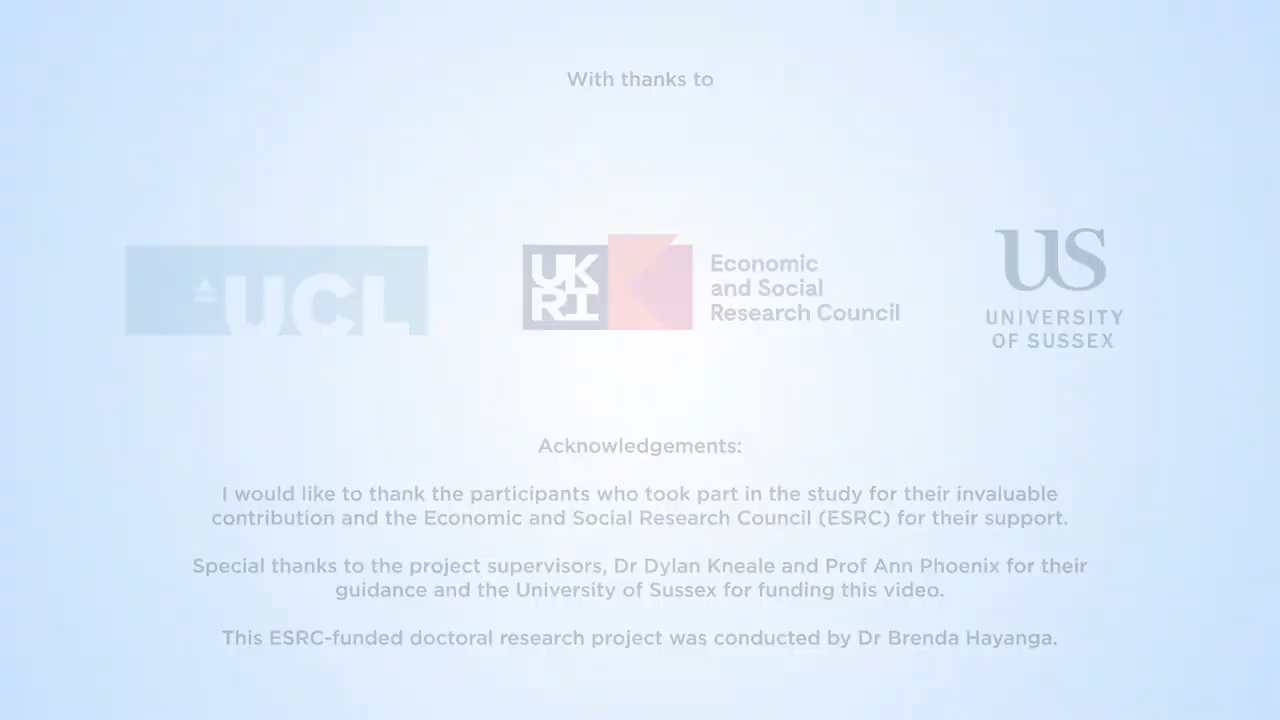 With thanks to
UCL
UK
RI
Economic
and Social
Research Council
US
UNIVERSITY
OF SUSSEX
Acknowledgements:
I would like to thank the participants who took part in the study for their invaluable
contribution and the Economic and Social Research Council (ESRC) for their support.
Special thanks to the project supervisors, Dr Dylan Kneale and Prof Ann Phoenix for their
guidance and the University of Sussex for funding this video.
This ESRC-funded doctoral research project was conducted by Dr Brenda Hayanga.